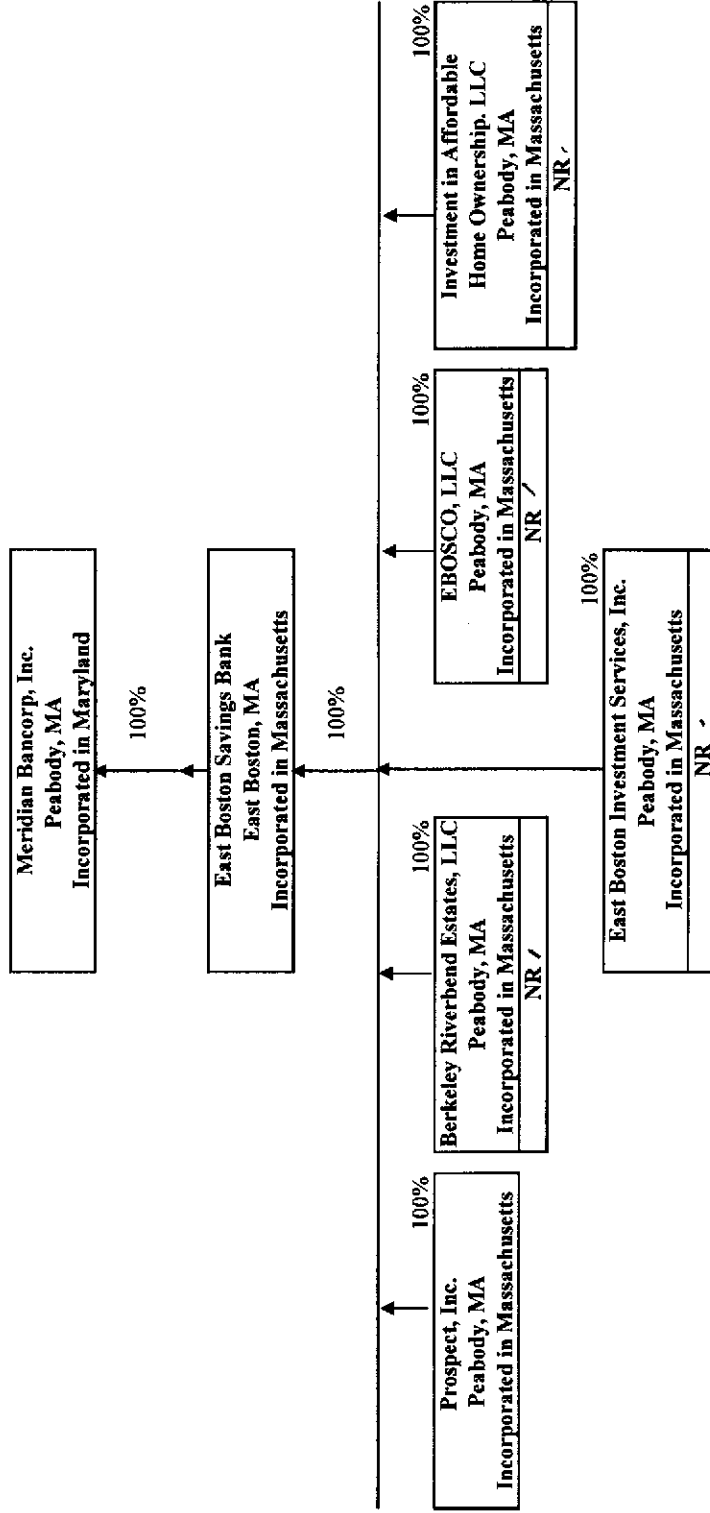 Meridian Bancorp, Inc.
Peabody, MA
Incorporated in Maryland
100%
East Boston Savings Bank
East Boston, MA
Incorporated in Massachusetts
100%
100%
Prospect, Inc.
Peabody, MA
Incorporated in Massachusetts
100%
Berkeley Riverbend Estates, LLC
Peabody, MA
Incorporated in Massachusetts
NR
100%
EBOSCO, LLC
Peabody, MA
Incorporated in Massachusetts
NR
100%
Investment in Affordable
Home Ownership. LLC
Peabody, MA
Incorporated in Massachusetts
NR
100%
East Boston Investment Services, Inc.
Peabody, MA
Incorporated in Massachusetts
NR